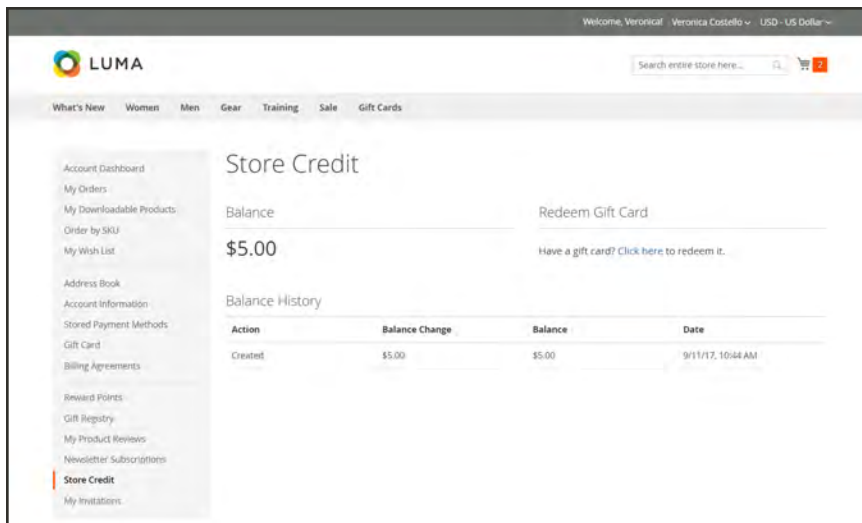 Welcome, Veronica! Veronica Costello USD - US Dollar
LUMA
Search entire store here...
2
What's New Women Men Gear Training Sale Gift Cards
Account Dashboard
My Orders
My Downloadable Products
Order by SKU
My Wish List
Address Book
Account Information
Stored Payment Methods
Gift Card
Billing Agreements
Reward Points
Gift Registry
My Product Reviews
Newsletter Subscriptions
Store Credit
My Invitations
Store Credit
Balance
$5.00
Redeem Gift Card
Have a gift card? Click here to redeem it.
Balance History
Action Balance Change Balance Date
Created $5.00 $5.00 9/11/17, 10:44 AM